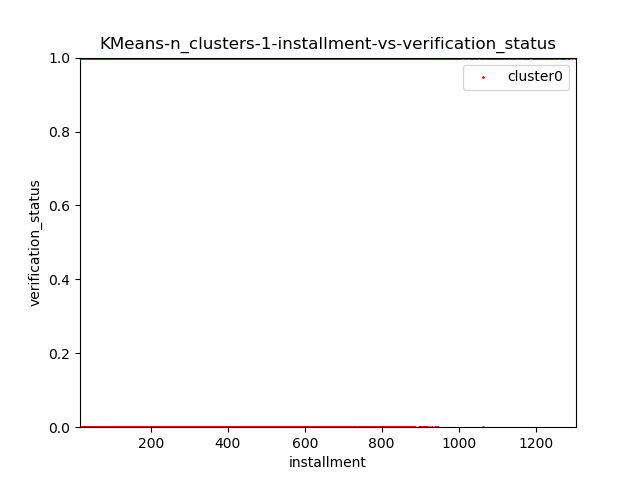 KMeans-n_clusters-1-installment-vs-verification_status
cluster0
verification_status
1.0
0.8
0.6
0.4
0.2
0.0
200 400 600 800 1000 1200
installment